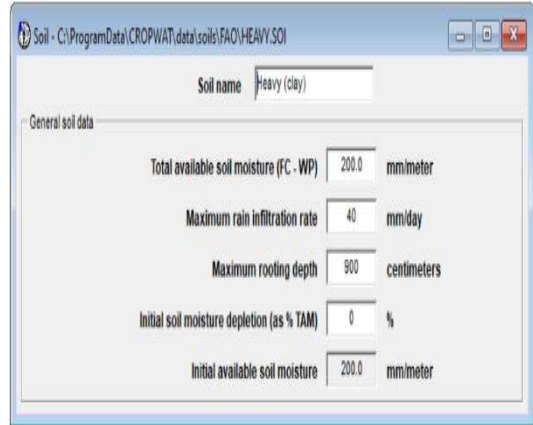 Soil - C:\ProgramData\CROPWAT\data\soils\FAO\HEAVY.SOI
Soil name Heavy (clay)
General soil data
Total available soil moisture (FC - WP) 200.0 mm/meter
Maximum rain infiltration rate 40 mm/day
Maximum rooting depth 900 centimeters
Initial soil moisture depletion (as % TAM) 0 %
Initial available soil moisture 200.0 mm/meter